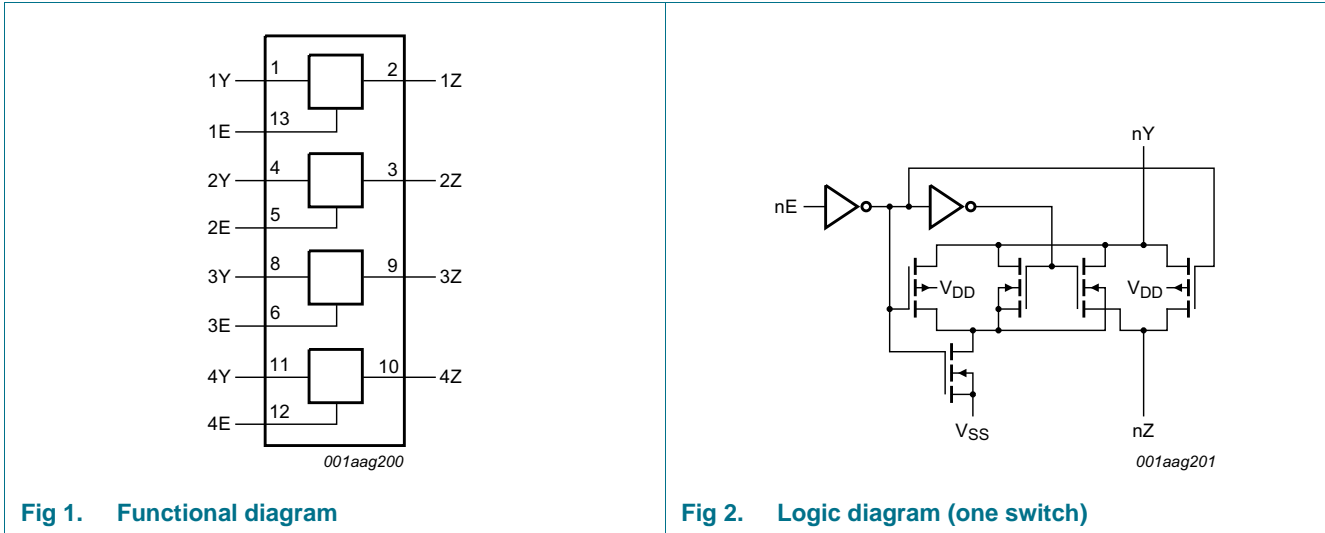 1Y 1 2 1Z
1E 13
2Y 4 3 2Z
2E 5
3Y 8 9 3Z
3E 6
4Y 11 10 4Z
4E 12
001aag200
Fig 1. Functional diagram
nY
nE
VDD VDD
VSS nZ
001aag201
Fig 2. Logic diagram (one switch)